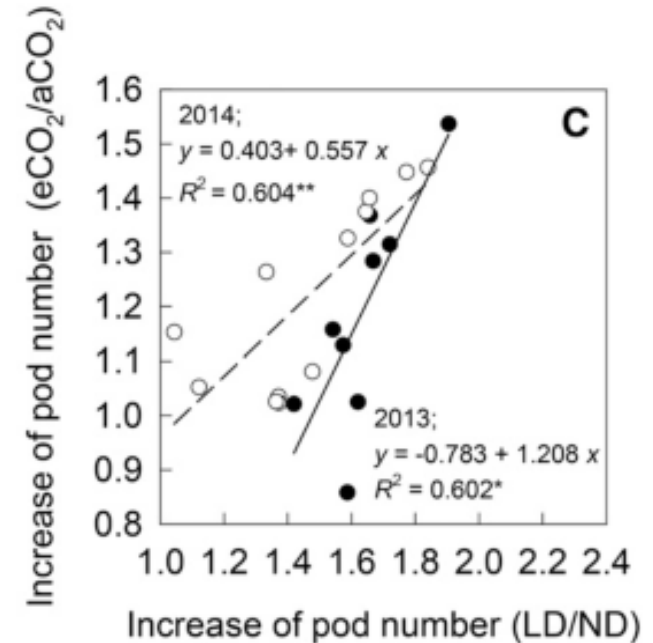 Increase of pod number (eCO₂/aCO₂)
1.6
1.5
1.4
1.3
1.2
1.1
1.0
0.9
0.8
C
2014;
y = 0.403+ 0.557 x
R² = 0.604**
2013;
y = -0.783 + 1.208 x
R² = 0.602*
1.0 1.2 1.4 1.6 1.8 2.0 2.2 2.4
Increase of pod number (LD/ND)